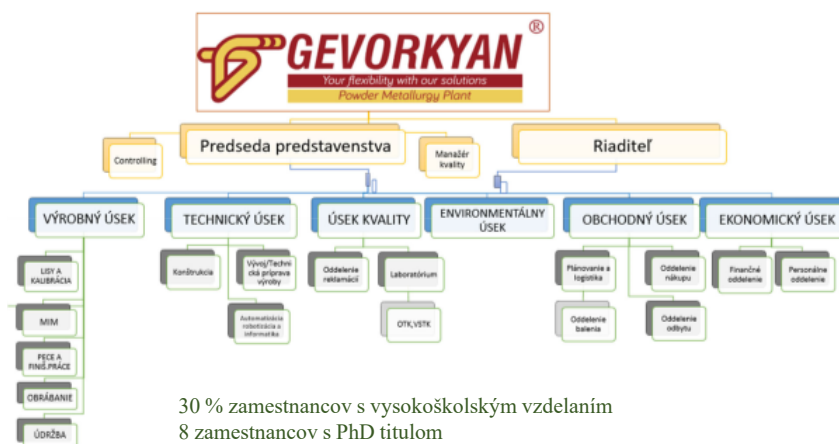 GEVORKYAN®
Your flexibility with our solutions
Powder Metallurgy Plant
Predseda predstavenstva
Riaditeľ
Controlling
Manažér
kvality
VÝROBNÝ ÚSEK
TECHNICKÝ ÚSEK
ÚSEK KVALITY
ENVIRONMENTÁLNY
ÚSEK
OBCHODNÝ ÚSEK
EKONOMICKÝ ÚSEK
LISY A
KALIBRÁCIA
MIM
PECE A
FINIŠ.PRÁCE
OBRÁBANIE
ÚDRŽBA
Konštrukcia
Vývoj/Techni
cká príprava
výroby
Automatizácia
robotizácia a
informatika
Oddelenie
reklamácií
Laboratórium
OTK,VSTK
Plánovanie a
logistika
Oddelenie
balenia
Oddelenie
nákupu
Oddelenie
odbytu
Finančné
oddelenie
Personálne
oddelenie
30 % zamestnancov s vysokoškolským vzdelaním
8 zamestnancov s PhD titulom